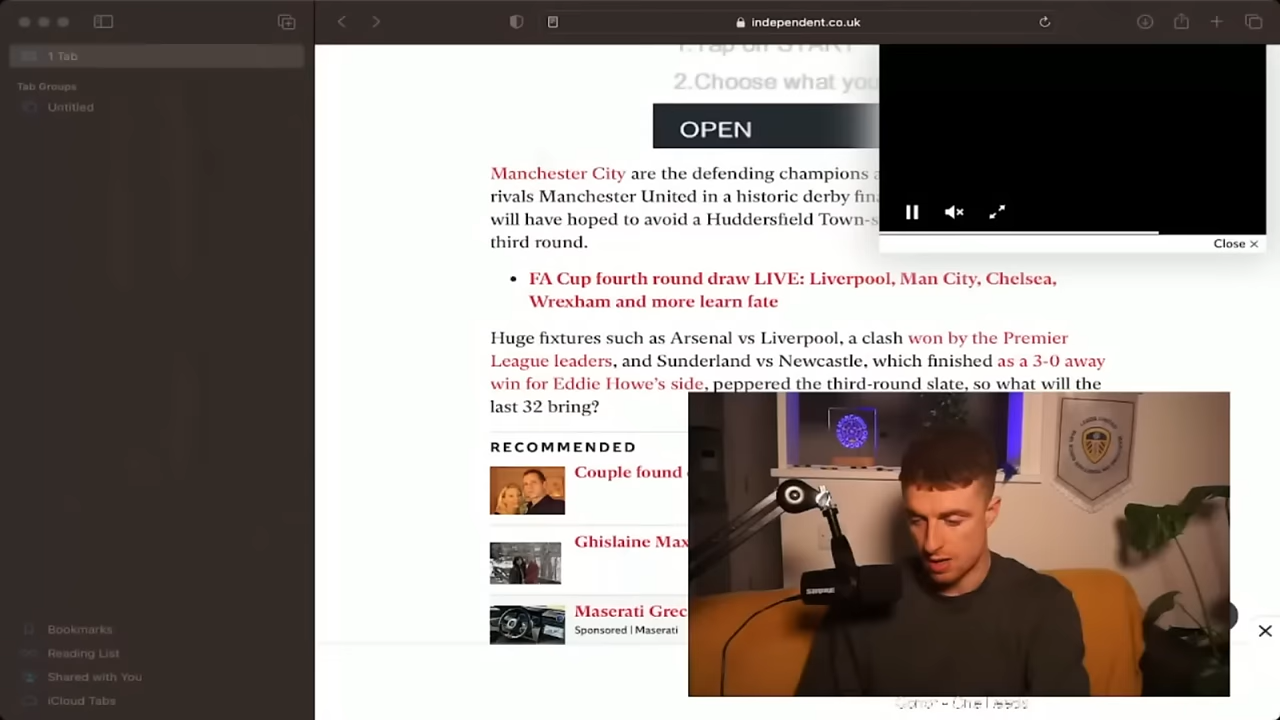 independent.co.uk
1 Tab
Tab Groups
Untitled
1.Tap on START
2.Choose what you
OPEN
Manchester City are the defending champions
rivals Manchester United in a historic derby
will have hoped to avoid a Huddersfield
third round.
Close ×
• FA Cup fourth round draw LIVE: Liverpool, Man City, Chelsea,
Wrexham and more learn fate
Huge fixtures such as Arsenal vs Liverpool, a clash won by the Premier
League leaders, and Sunderland vs Newcastle, which finished as a 3-0 away
win for Eddie Howe's side, peppered the third-round slate, so what will the
last 32 bring?
RECOMMENDED
Couple found
Ghislaine Max
Maserati Grec
Sponsored | Maserati
Bookmarks
Reading List
Shared with You
iCloud Tabs